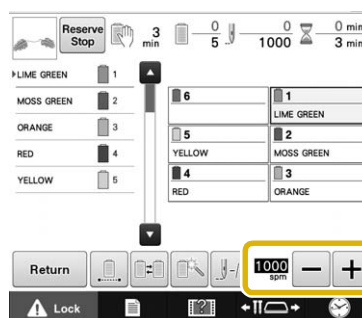 Reserve
Stop
3
min
0
5
0
1000
0 min
3 min
LIME GREEN 1
MOSS GREEN 2
ORANGE 3
RED 4
YELLOW 5
6
1
LIME GREEN
5
YELLOW
2
MOSS GREEN
4
RED
3
ORANGE
Return
1000
spm
Lock
?